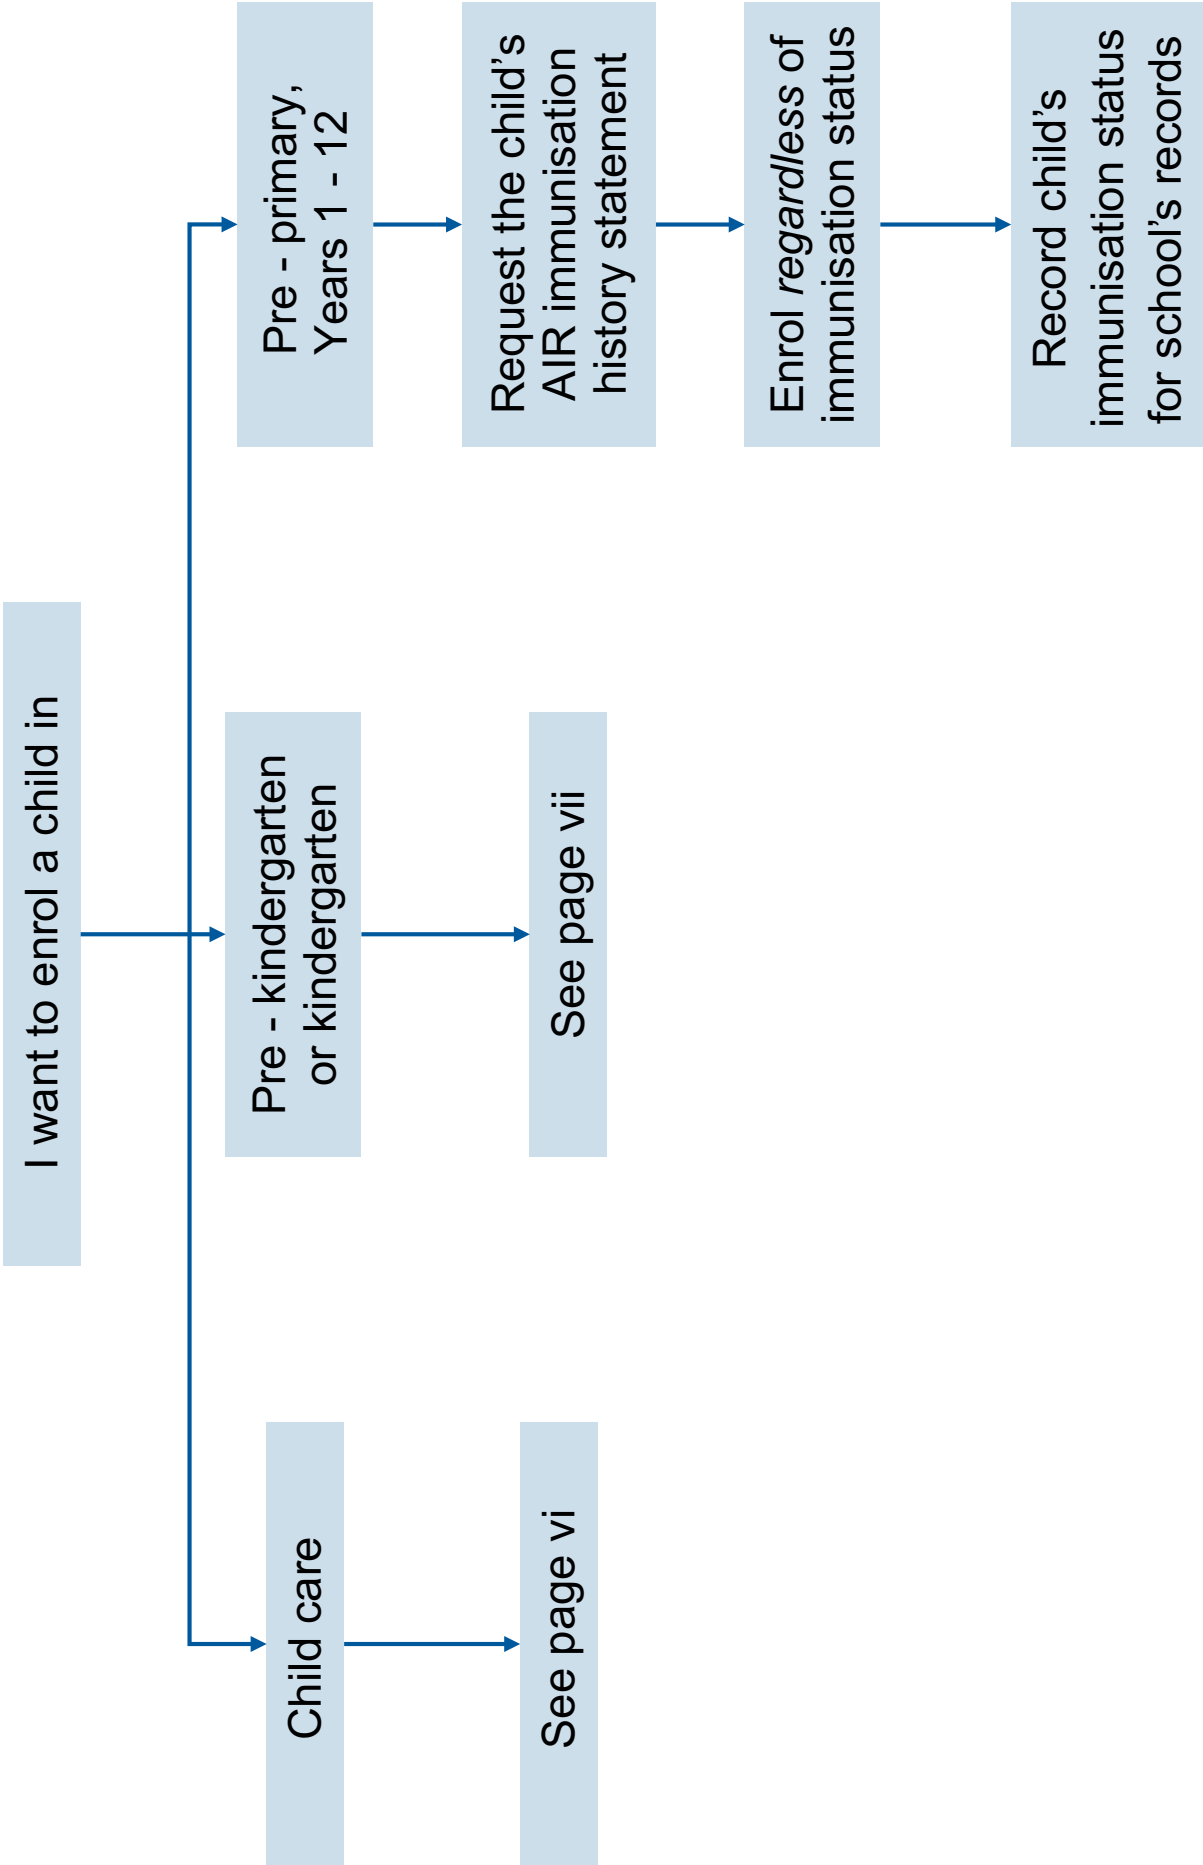 I want to enrol a child in
Child care
See page vi
Pre - kindergarten
or kindergarten
See page vii
Pre - primary,
Years 1 - 12
Request the child's
AIR immunisation
history statement
Enrol regardless of
immunisation status
Record child's
immunisation status
for school's records